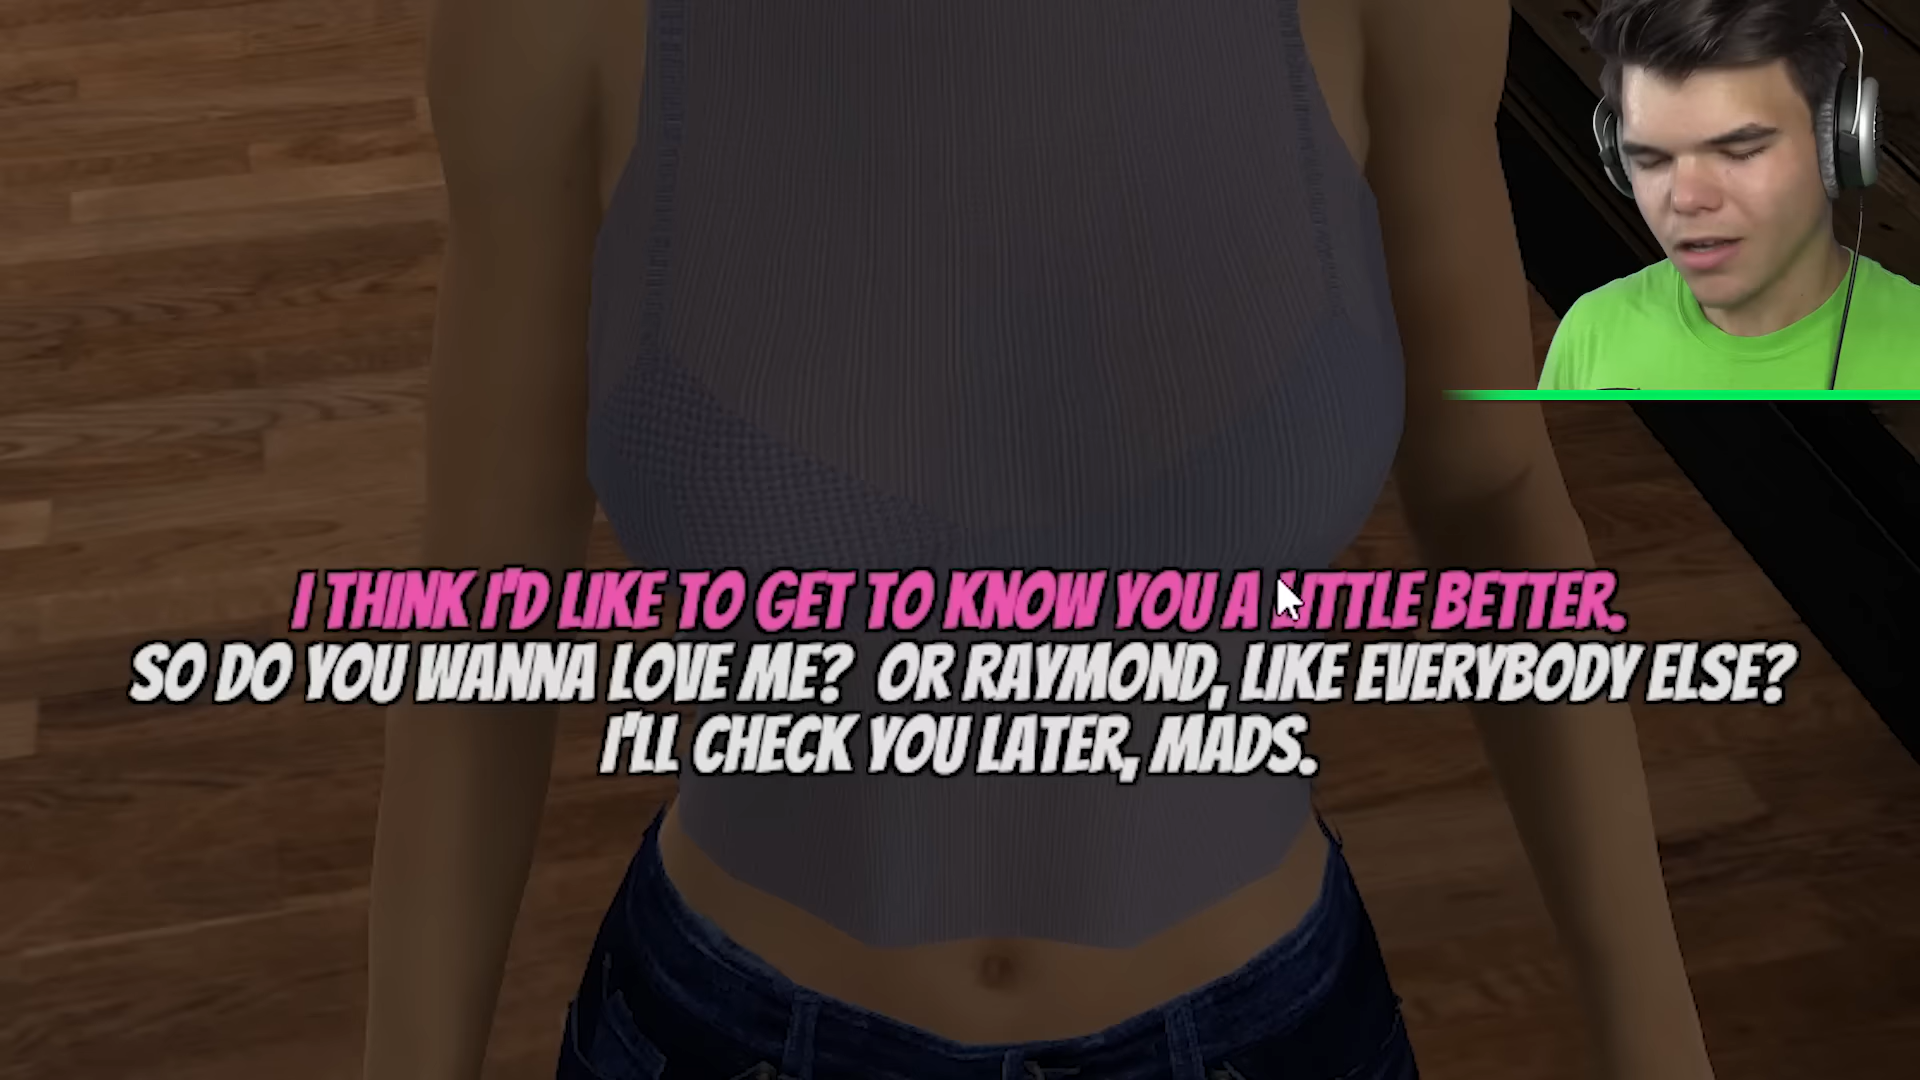 I THINK I'D LIKE TO GET TO KNOW YOU A LITTLE BETTER.
SO DO YOU WANNA LOVE ME? OR RAYMOND, LIKE EVERYBODY ELSE?
I'LL CHECK YOU LATER, MADS.